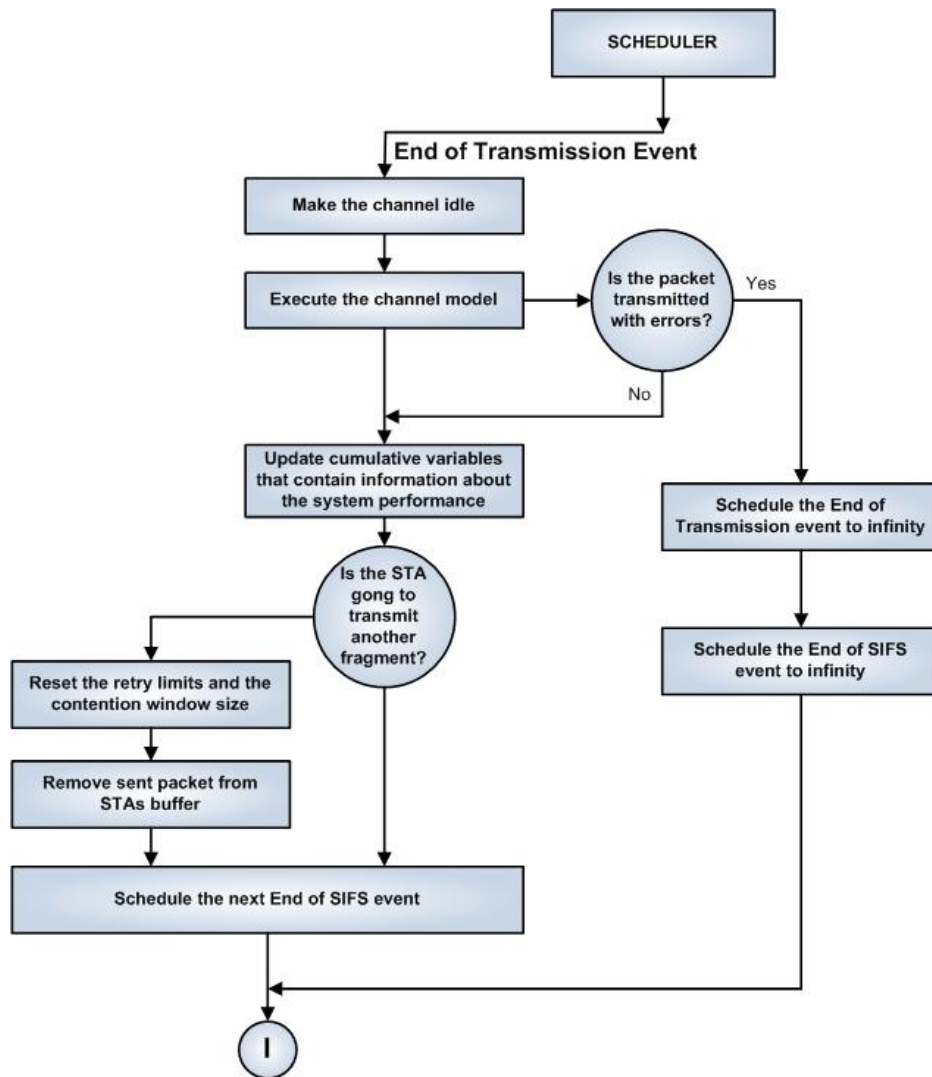 SCHEDULER
End of Transmission Event
Make the channel idle
Execute the channel model
Is the packet
transmitted
with errors?
Yes
No
Update cumulative variables
that contain information about
the system performance
Schedule the End of
Transmission event to infinity
Is the STA
gong to
transmit
another
fragment?
Schedule the End of SIFS
event to infinity
Reset the retry limits and the
contention window size
Remove sent packet from
STAs buffer
Schedule the next End of SIFS event
I